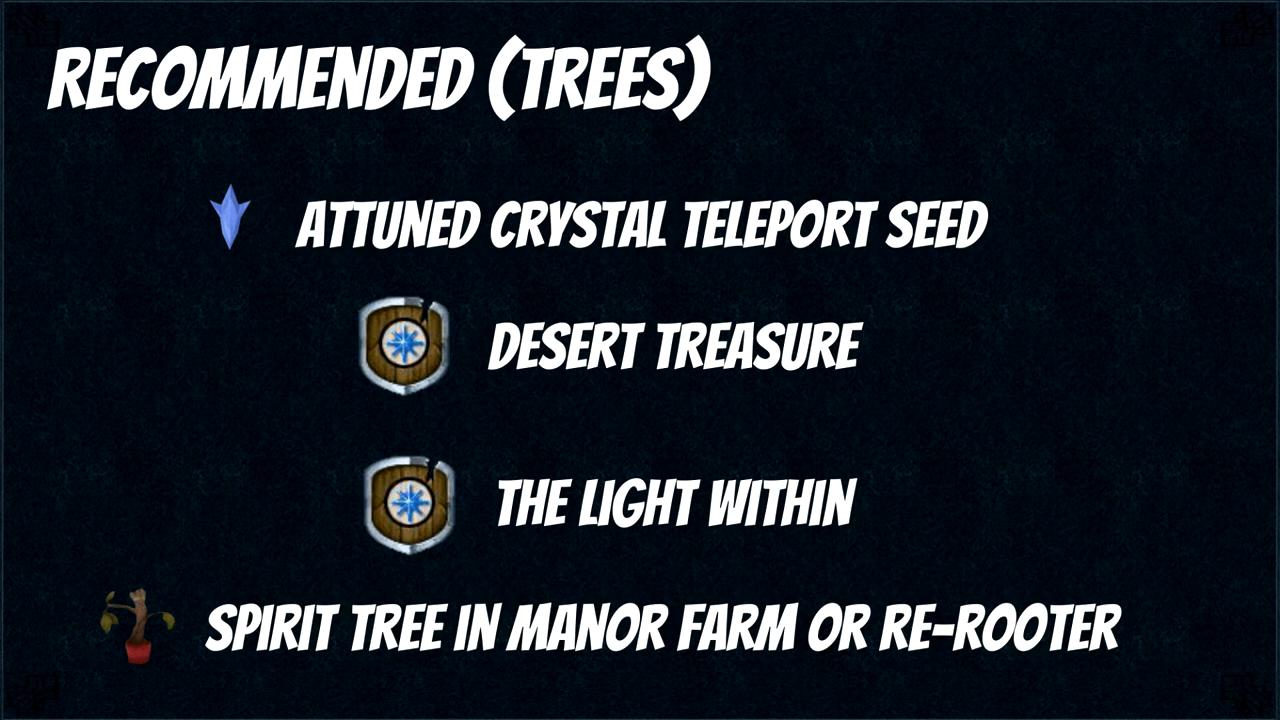 RECOMMENDED (TREES)
ATTUNED CRYSTAL TELEPORT SEED
DESERT TREASURE
THE LIGHT WITHIN
SPIRIT TREE IN MANOR FARM OR RE-ROOTER